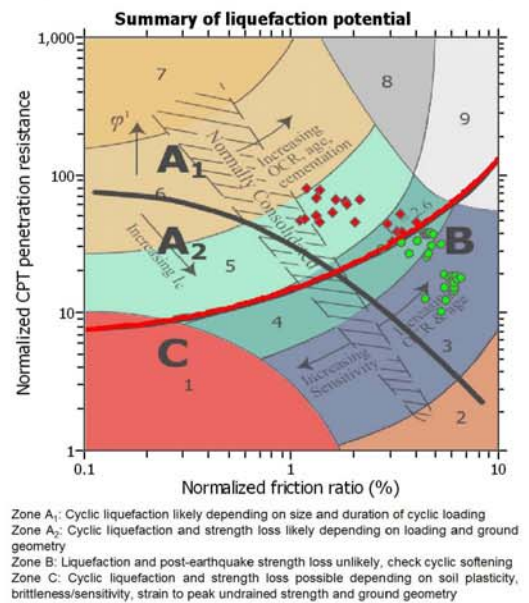 Summary of liquefaction potential
Normalized CPT penetration resistance
1,000
100
10
1
7
8
9
φ'
A1
Increasing
OCR, age,
cementation
Normally Consolidated
6
A2
B
Increasing Ic
5
Increasing
OCR & age
4
3
C
Increasing
Sensitivity
1
2
0.1
1
10
Normalized friction ratio (%)
Zone A1: Cyclic liquefaction likely depending on size and duration of cyclic loading
Zone A2: Cyclic liquefaction and strength loss likely depending on loading and ground
geometry
Zone B: Liquefaction and post-earthquake strength loss unlikely, check cyclic softening
Zone C: Cyclic liquefaction and strength loss possible depending on soil plasticity,
brittleness/sensitivity, strain to peak undrained strength and ground geometry